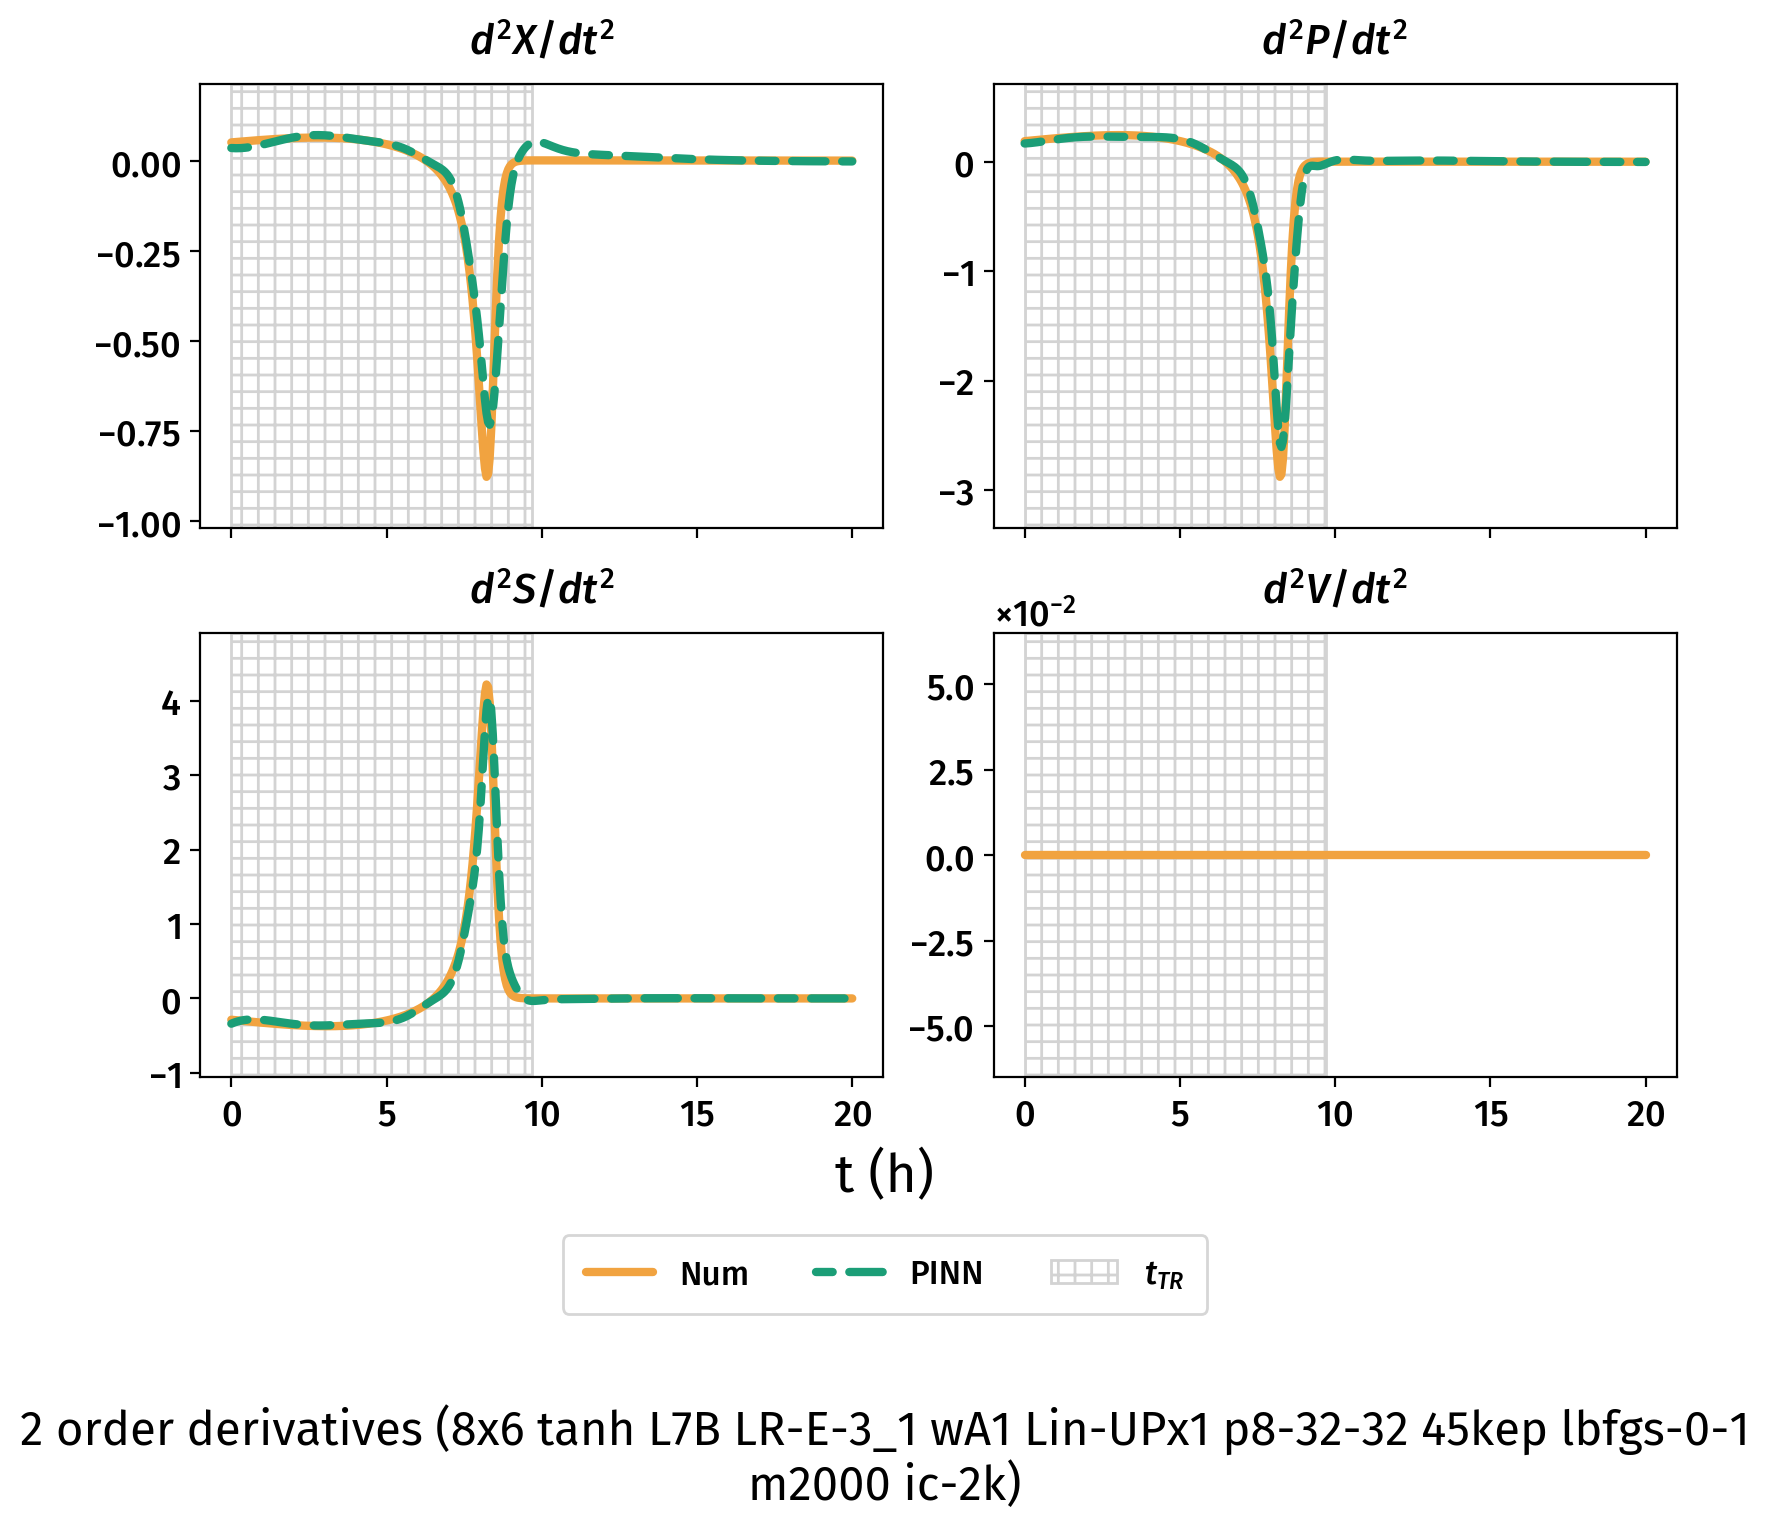 d²X/dt²
0.00
−0.25
−0.50
−0.75
−1.00
d²P/dt²
0
−1
−2
−3
d²S/dt²
4
3
2
1
0
−1
0 5 10 15 20
d²V/dt²
×10⁻²
5.0
2.5
0.0
−2.5
−5.0
0 5 10 15 20
t (h)
Num PINN t_TR
2 order derivatives (8x6 tanh L7B LR-E-3_1 wA1 Lin-UPx1 p8-32-32 45kep lbfgs-0-1
m2000 ic-2k)